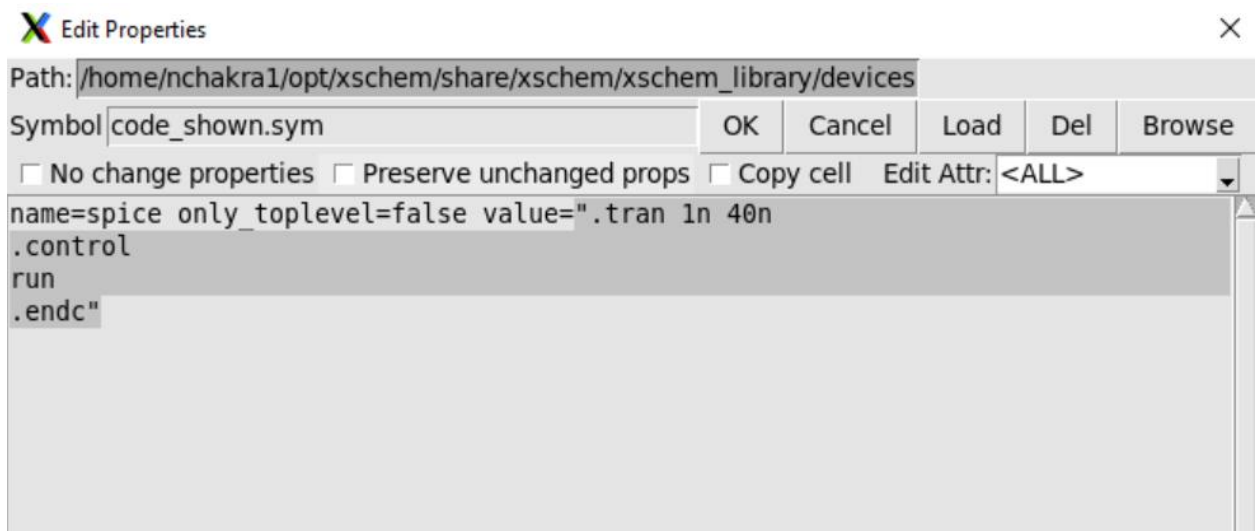 Edit Properties
Path: /home/nchakra1/opt/xschem/share/xschem/xschem_library/devices
Symbol code_shown.sym OK Cancel Load Del Browse
No change properties Preserve unchanged props Copy cell Edit Attr: <ALL>
name=spice only_toplevel=false value=".tran 1n 40n
.control
run
.endc"